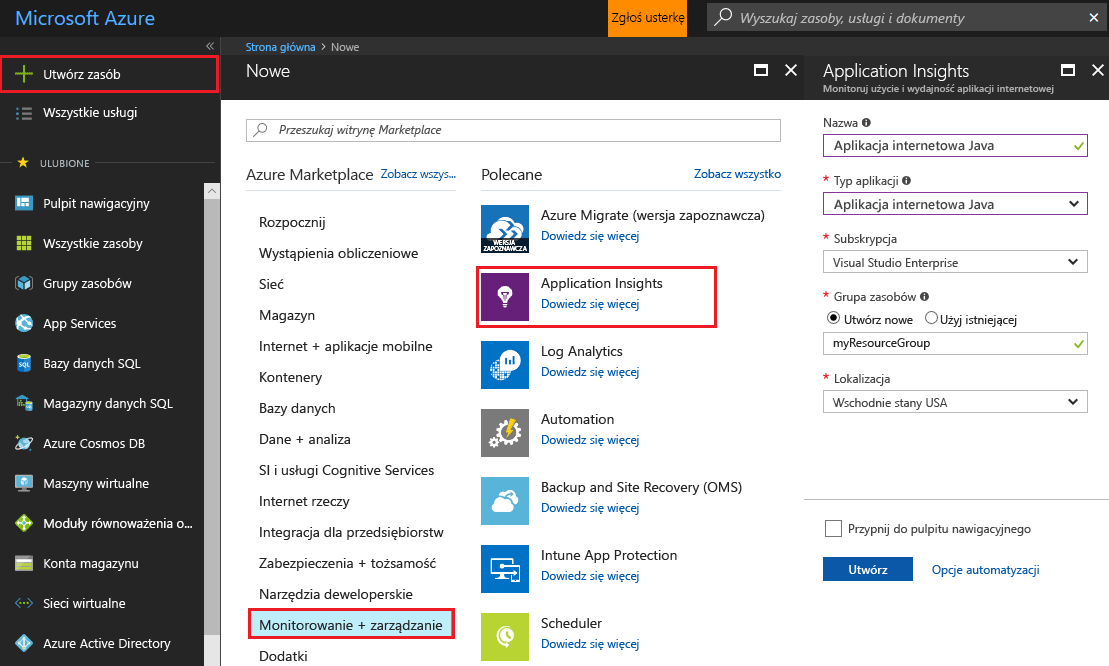 Microsoft Azure
Zgłoś usterkę
Wyszukaj zasoby, usługi i dokumenty
Utwórz zasób
Wszystkie usługi
ULUBIONE
Pulpit nawigacyjny
Wszystkie zasoby
Grupy zasobów
App Services
Bazy danych SQL
Magazyny danych SQL
Azure Cosmos DB
Maszyny wirtualne
Moduły równoważenia o...
Konta magazynu
Sieci wirtualne
Azure Active Directory
Strona główna > Nowe
Nowe
Przeszukaj witrynę Marketplace
Azure Marketplace Zobacz wszys...
Rozpocznij
Wystąpienia obliczeniowe
Sieć
Magazyn
Internet + aplikacje mobilne
Kontenery
Bazy danych
Dane + analiza
SI i usługi Cognitive Services
Internet rzeczy
Integracja dla przedsiębiorstw
Zabezpieczenia + tożsamość
Narzędzia deweloperskie
Monitorowanie + zarządzanie
Dodatki
Polecane Zobacz wszystko
WERSJA
ZAPOZNAWCZA
Azure Migrate (wersja zapoznawcza)
Dowiedz się więcej
Application Insights
Dowiedz się więcej
Log Analytics
Dowiedz się więcej
Automation
Dowiedz się więcej
Backup and Site Recovery (OMS)
Dowiedz się więcej
Intune App Protection
Dowiedz się więcej
Scheduler
Dowiedz się więcej
Application Insights
Monitoruj użycie i wydajność aplikacji internetowej
Nazwa
Aplikacja internetowa Java
* Typ aplikacji
Aplikacja internetowa Java
* Subskrypcja
Visual Studio Enterprise
* Grupa zasobów
Utwórz nowe Użyj istniejącej
myResourceGroup
* Lokalizacja
Wschodnie stany USA
Przypnij do pulpitu nawigacyjnego
Utwórz Opcje automatyzacji